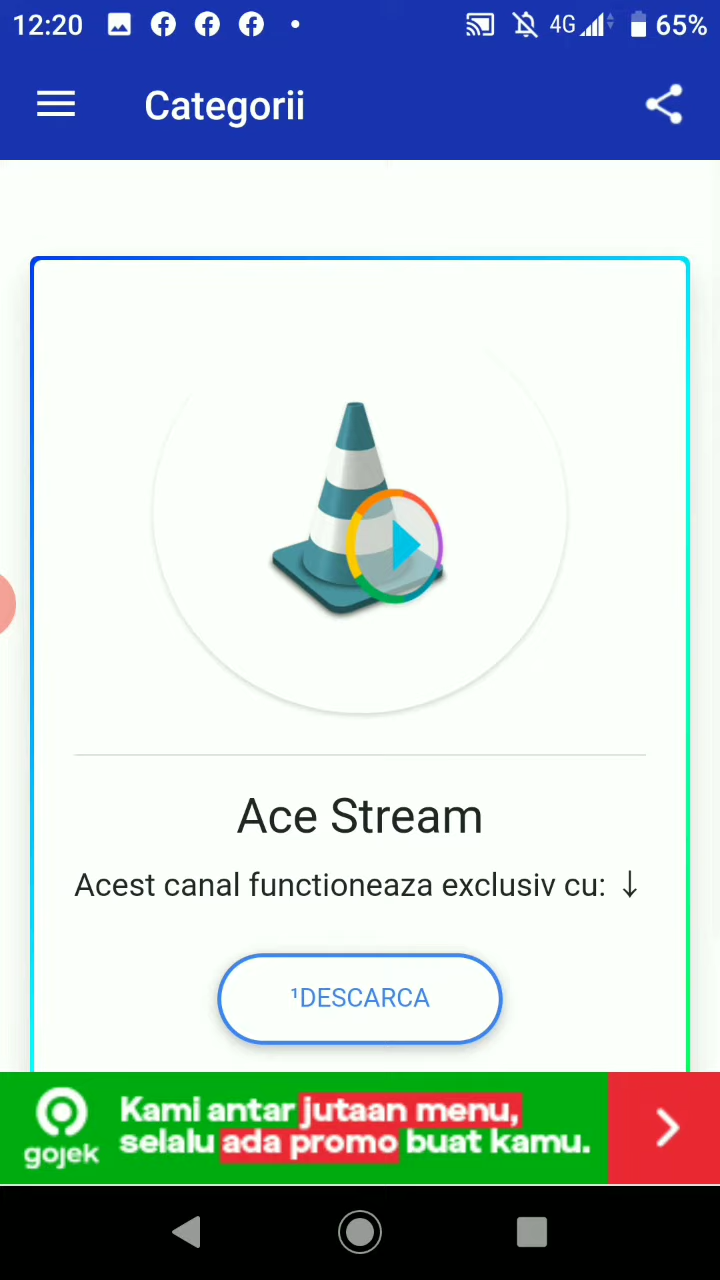 12:20
4G
65%
Categorii
Ace Stream
Acest canal functioneaza exclusiv cu: ↓
¹DESCARCA
gojek
Kami antar jutaan menu,
selalu ada promo buat kamu.